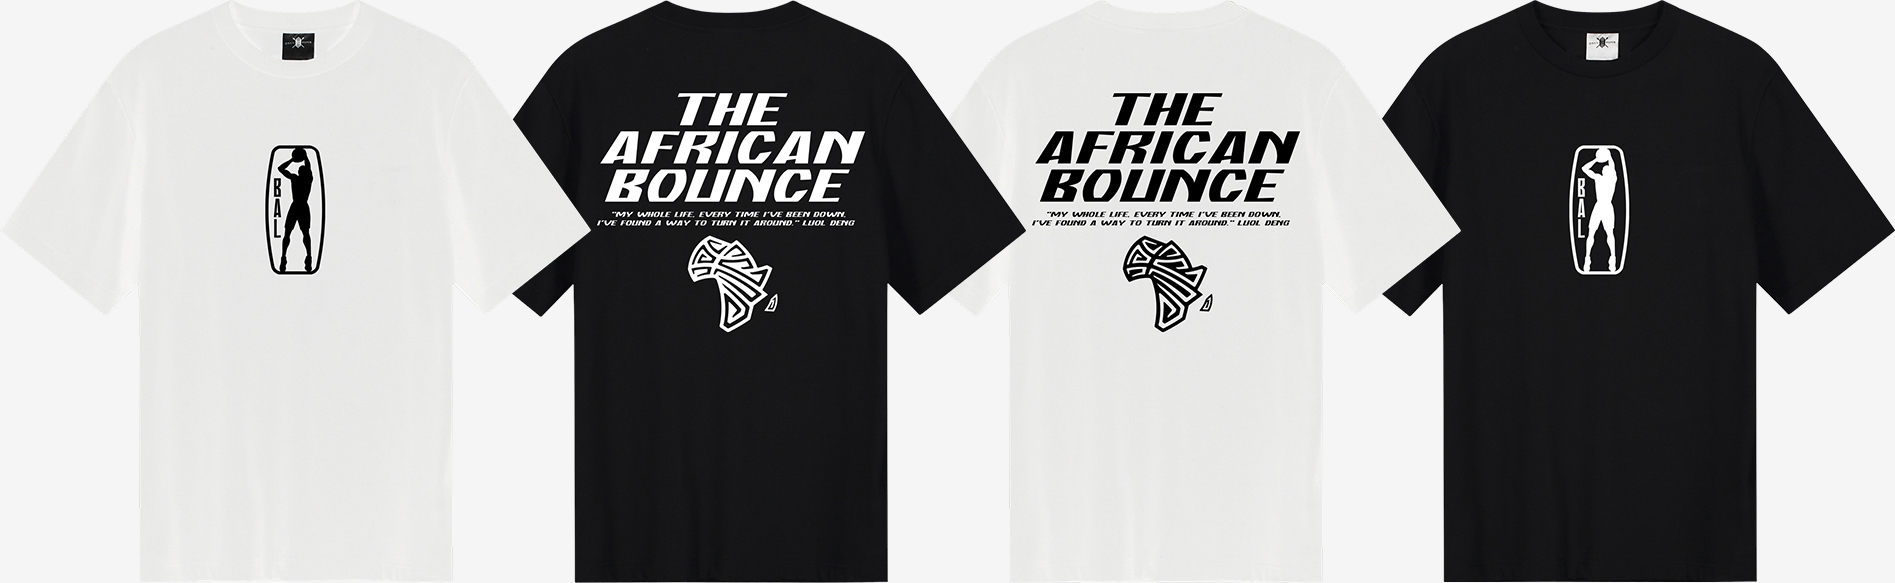 BAL
THE
AFRICAN
BOUNCE
"MY WHOLE LIFE, EVERY TIME I'VE BEEN DOWN,
I'VE FOUND A WAY TO TURN IT AROUND." LUOL DENG
THE
AFRICAN
BOUNCE
"MY WHOLE LIFE, EVERY TIME I'VE BEEN DOWN,
I'VE FOUND A WAY TO TURN IT AROUND." LUOL DENG
BAL